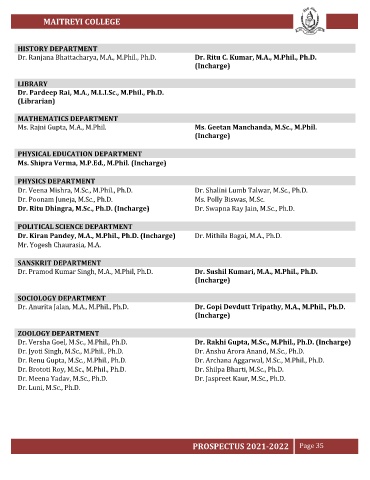 MAITREYI COLLEGE
HISTORY DEPARTMENT
Dr. Ranjana Bhattacharya, M.A., M.Phil., Ph.D.
Dr. Ritu C. Kumar, M.A., M.Phil., Ph.D.
(Incharge)
LIBRARY
Dr. Pardeep Rai, M.A., M.L.I.Sc., M.Phil., Ph.D.
(Librarian)
MATHEMATICS DEPARTMENT
Ms. Rajni Gupta, M.A., M.Phil.
Ms. Geetan Manchanda, M.Sc., M.Phil.
(Incharge)
PHYSICAL EDUCATION DEPARTMENT
Ms. Shipra Verma, M.P.Ed., M.Phil. (Incharge)
PHYSICS DEPARTMENT
Dr. Veena Mishra, M.Sc., M.Phil., Ph.D.
Dr. Shalini Lumb Talwar, M.Sc., Ph.D.
Dr. Poonam Juneja, M.Sc., Ph.D.
Ms. Polly Biswas, M.Sc.
Dr. Ritu Dhingra, M.Sc., Ph.D. (Incharge)
Dr. Swapna Ray Jain, M.Sc., Ph.D.
POLITICAL SCIENCE DEPARTMENT
Dr. Kiran Pandey, M.A., M.Phil., Ph.D. (Incharge)
Dr. Mithila Bagai, M.A., Ph.D.
Mr. Yogesh Chaurasia, M.A.
SANSKRIT DEPARTMENT
Dr. Pramod Kumar Singh, M.A., M.Phil, Ph.D.
Dr. Sushil Kumari, M.A., M.Phil., Ph.D.
(Incharge)
SOCIOLOGY DEPARTMENT
Dr. Anurita Jalan, M.A., M.Phil., Ph.D.
Dr. Gopi Devdutt Tripathy, M.A., M.Phil., Ph.D.
(Incharge)
ZOOLOGY DEPARTMENT
Dr. Versha Goel, M.Sc., M.Phil., Ph.D.
Dr. Rakhi Gupta, M.Sc., M.Phil., Ph.D. (Incharge)
Dr. Jyoti Singh, M.Sc., M.Phil., Ph.D.
Dr. Anshu Arora Anand, M.Sc., Ph.D.
Dr. Renu Gupta, M.Sc., M.Phil., Ph.D.
Dr. Archana Aggarwal, M.Sc., M.Phil., Ph.D.
Dr. Brototi Roy, M.Sc., M.Phil., Ph.D.
Dr. Shilpa Bharti, M.Sc., Ph.D.
Dr. Meena Yadav, M.Sc., Ph.D.
Dr. Jaspreet Kaur, M.Sc., Ph.D.
Dr. Luni, M.Sc., Ph.D.
PROSPECTUS 2021-2022 Page 35